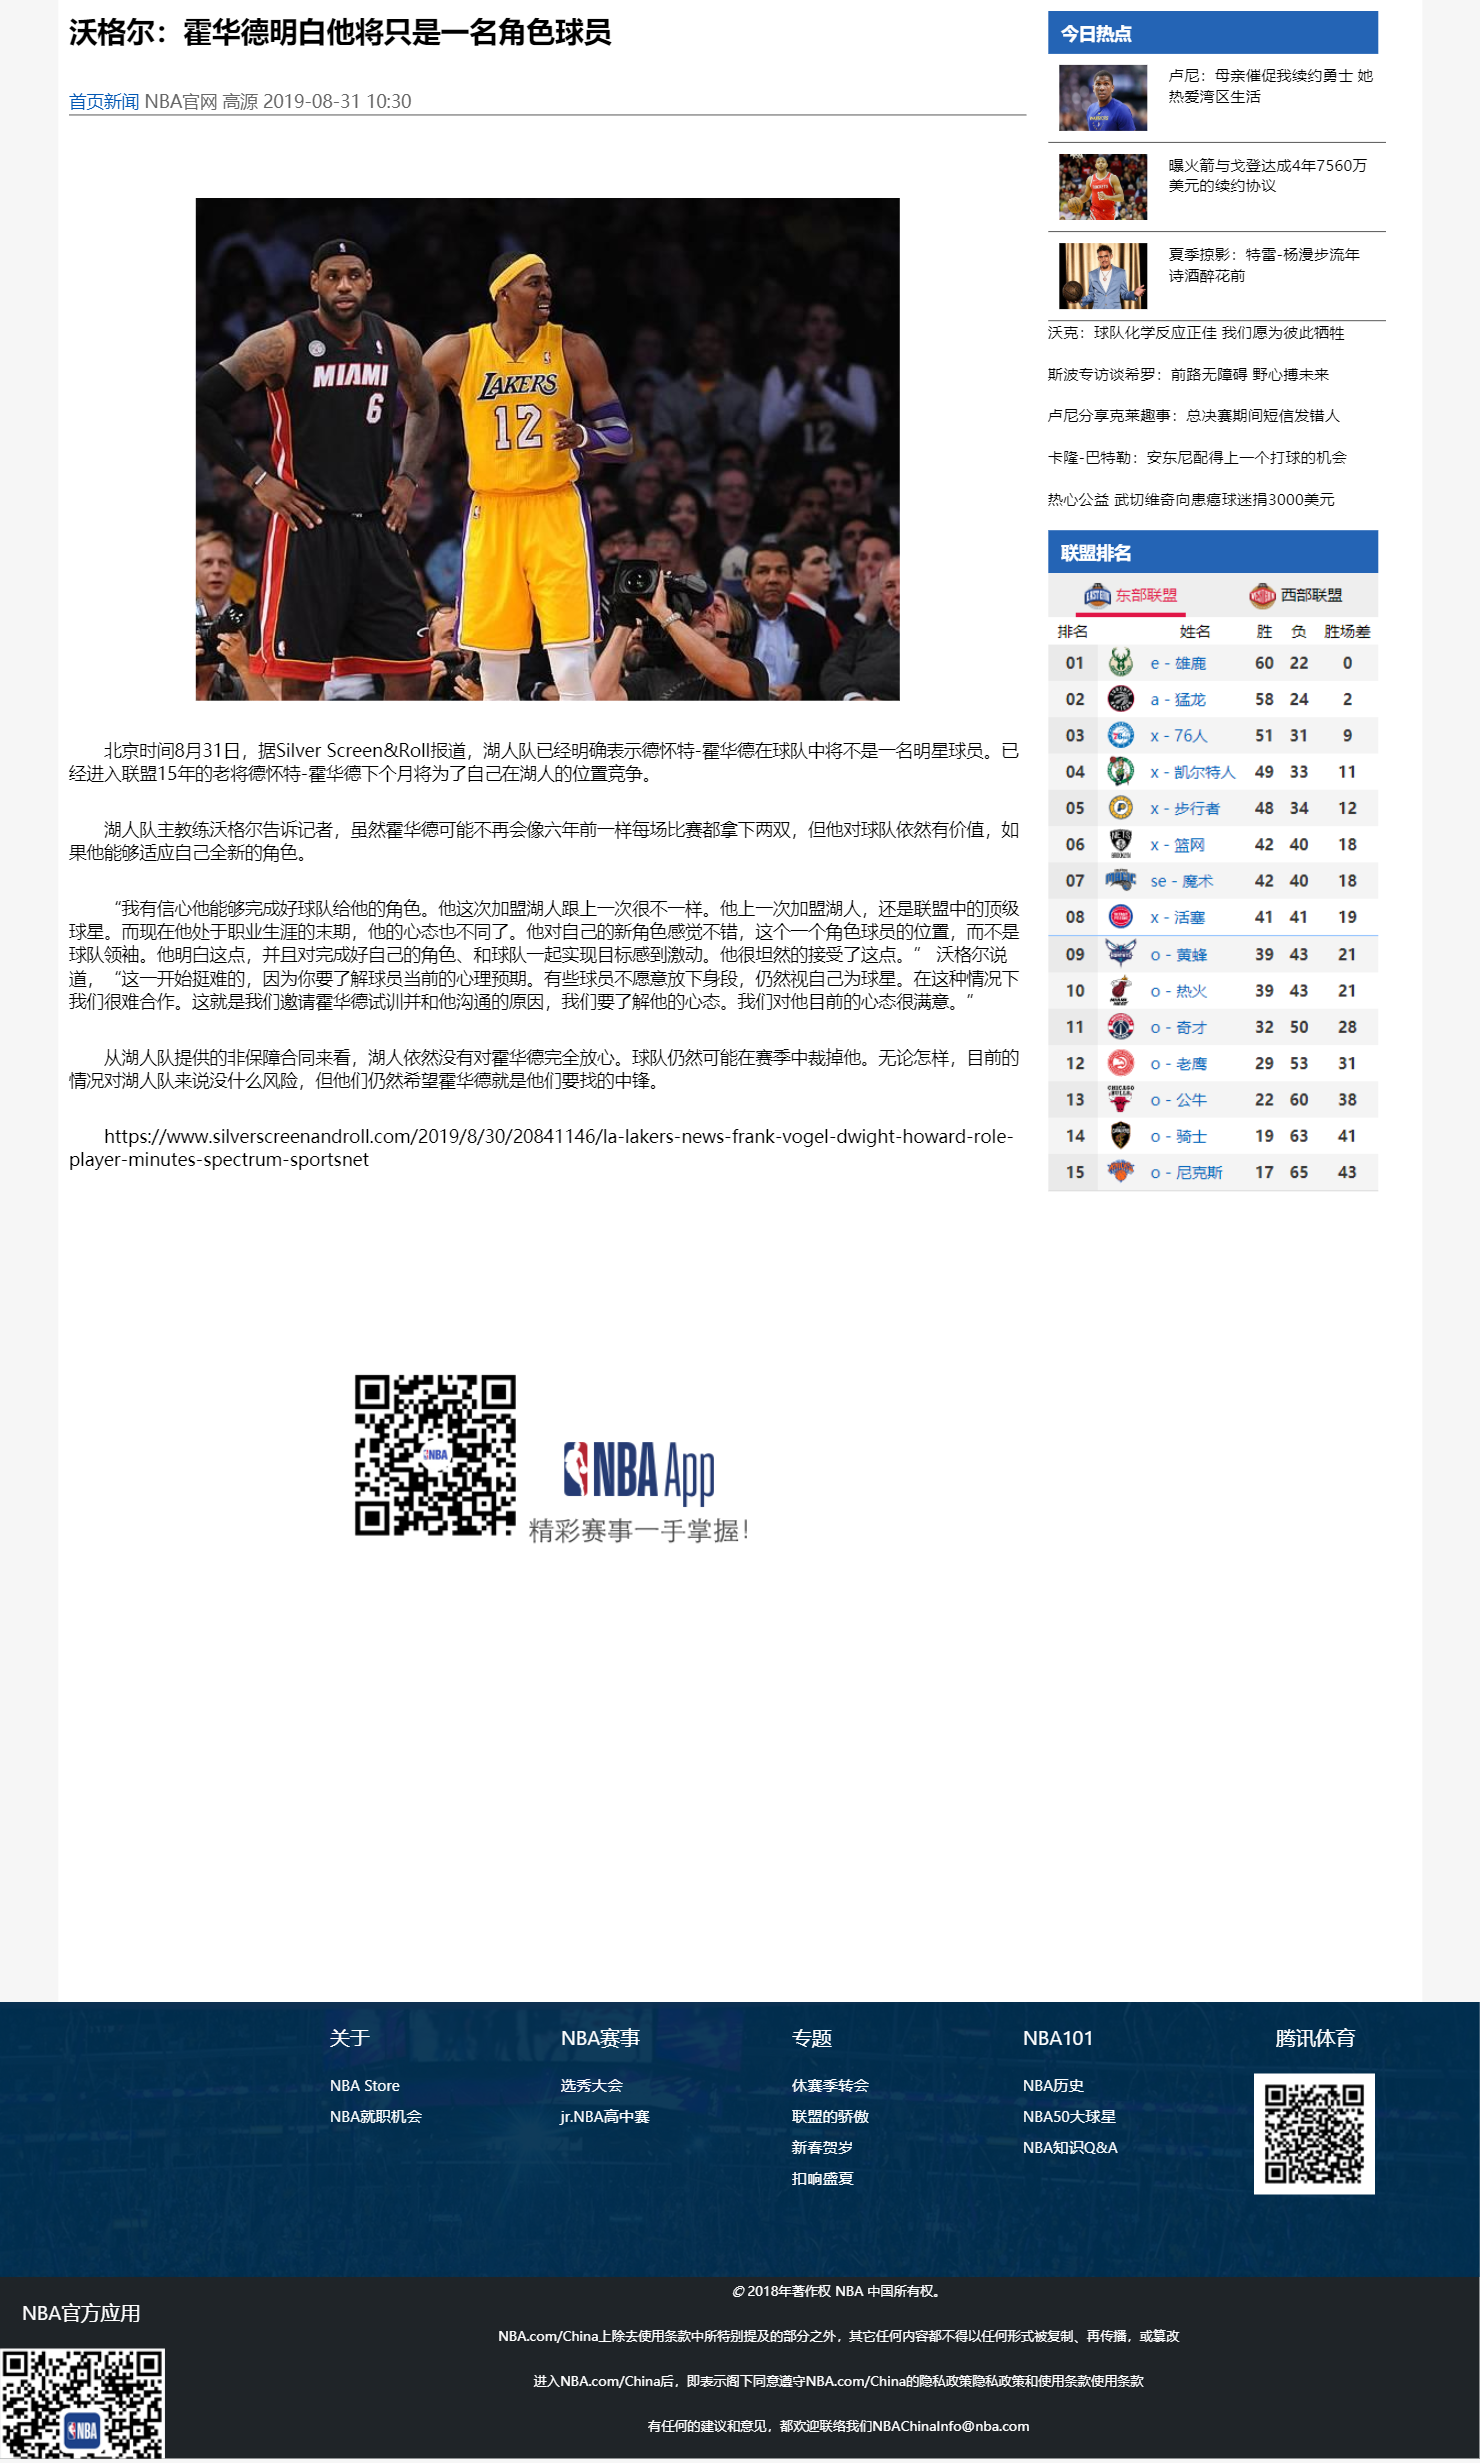 沃格尔：霍华德明白他将只是一名角色球员
首页新闻 NBA官网 高源 2019-08-31 10:30
MIAMI
6
LAKERS
12
12
北京时间8月31日，据Silver Screen&Roll报道，湖人队已经明确表示德怀特-霍华德在球队中将不是一名明星球员。已
经进入联盟15年的老将德怀特-霍华德下个月将为了自己在湖人的位置竞争。
湖人队主教练沃格尔告诉记者，虽然霍华德可能不再会像六年前一样每场比赛都拿下两双，但他对球队依然有价值，如
果他能够适应自己全新的角色。
“我有信心他能够完成好球队给他的角色。他这次加盟湖人跟上一次很不一样。他上一次加盟湖人，还是联盟中的顶级
球星。而现在他处于职业生涯的末期，他的心态也不同了。他对自己的新角色感觉不错，这个一个角色球员的位置，而不是
球队领袖。他明白这点，并且对完成好自己的角色、和球队一起实现目标感到激动。他很坦然的接受了这点。” 沃格尔说
道，“这一开始挺难的，因为你要了解球员当前的心理预期。有些球员不愿意放下身段，仍然视自己为球星。在这种情况下
我们很难合作。这就是我们邀请霍华德试训并和他沟通的原因，我们要了解他的心态。我们对他目前的心态很满意。”
从湖人队提供的非保障合同来看，湖人依然没有对霍华德完全放心。球队仍然可能在赛季中裁掉他。无论怎样，目前的
情况对湖人队来说没什么风险，但他们仍然希望霍华德就是他们要找的中锋。
https://www.silverscreenandroll.com/2019/8/30/20841146/la-lakers-news-frank-vogel-dwight-howard-role-
player-minutes-spectrum-sportsnet
NBA
NBA App
精彩赛事一手掌握！
今日热点
卢尼：母亲催促我续约勇士 她
热爱湾区生活
曝火箭与戈登达成4年7560万
美元的续约协议
夏季掠影：特雷-杨漫步流年
诗酒醉花前
沃克：球队化学反应正佳 我们愿为彼此牺牲
斯波专访谈希罗：前路无障碍 野心搏未来
卢尼分享克莱趣事：总决赛期间短信发错人
卡隆-巴特勒：安东尼配得上一个打球的机会
热心公益 武切维奇向患癌球迷捐3000美元
联盟排名
东部联盟 西部联盟
排名 姓名 胜 负 胜场差
01 e - 雄鹿 60 22 0
02 a - 猛龙 58 24 2
03 x - 76人 51 31 9
04 x - 凯尔特人 49 33 11
05 x - 步行者 48 34 12
06 x - 篮网 42 40 18
07 se - 魔术 42 40 18
08 x - 活塞 41 41 19
09 o - 黄蜂 39 43 21
10 o - 热火 39 43 21
11 o - 奇才 32 50 28
12 o - 老鹰 29 53 31
13 o - 公牛 22 60 38
14 o - 骑士 19 63 41
15 o - 尼克斯 17 65 43
关于
NBA Store
NBA就职机会
NBA赛事
选秀大会
jr.NBA高中赛
专题
休赛季转会
联盟的骄傲
新春贺岁
扣响盛夏
NBA101
NBA历史
NBA50大球星
NBA知识Q&A
腾讯体育
NBA官方应用
NBA
© 2018年著作权 NBA 中国所有权。
NBA.com/China上除去使用条款中所特别提及的部分之外，其它任何内容都不得以任何形式被复制、再传播，或篡改
进入NBA.com/China后，即表示阁下同意遵守NBA.com/China的隐私政策隐私政策和使用条款使用条款
有任何的建议和意见，都欢迎联络我们NBAChinaInfo@nba.com